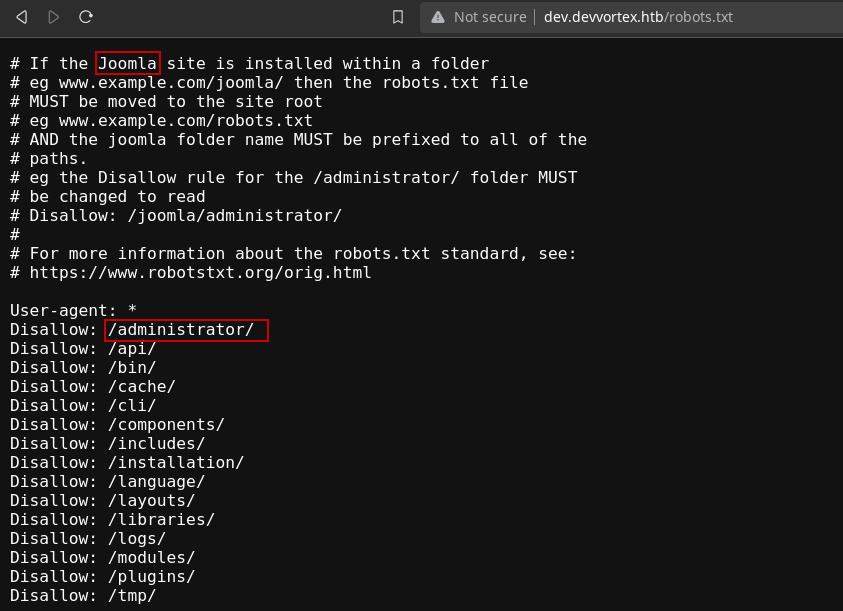 Not secure dev.devvortex.htb/robots.txt
# If the Joomla site is installed within a folder
# eg www.example.com/joomla/ then the robots.txt file
# MUST be moved to the site root
# eg www.example.com/robots.txt
# AND the joomla folder name MUST be prefixed to all of the
# paths.
# eg the Disallow rule for the /administrator/ folder MUST
# be changed to read
# Disallow: /joomla/administrator/
#
# For more information about the robots.txt standard, see:
# https://www.robotstxt.org/orig.html
User-agent: *
Disallow: /administrator/
Disallow: /api/
Disallow: /bin/
Disallow: /cache/
Disallow: /cli/
Disallow: /components/
Disallow: /includes/
Disallow: /installation/
Disallow: /language/
Disallow: /layouts/
Disallow: /libraries/
Disallow: /logs/
Disallow: /modules/
Disallow: /plugins/
Disallow: /tmp/